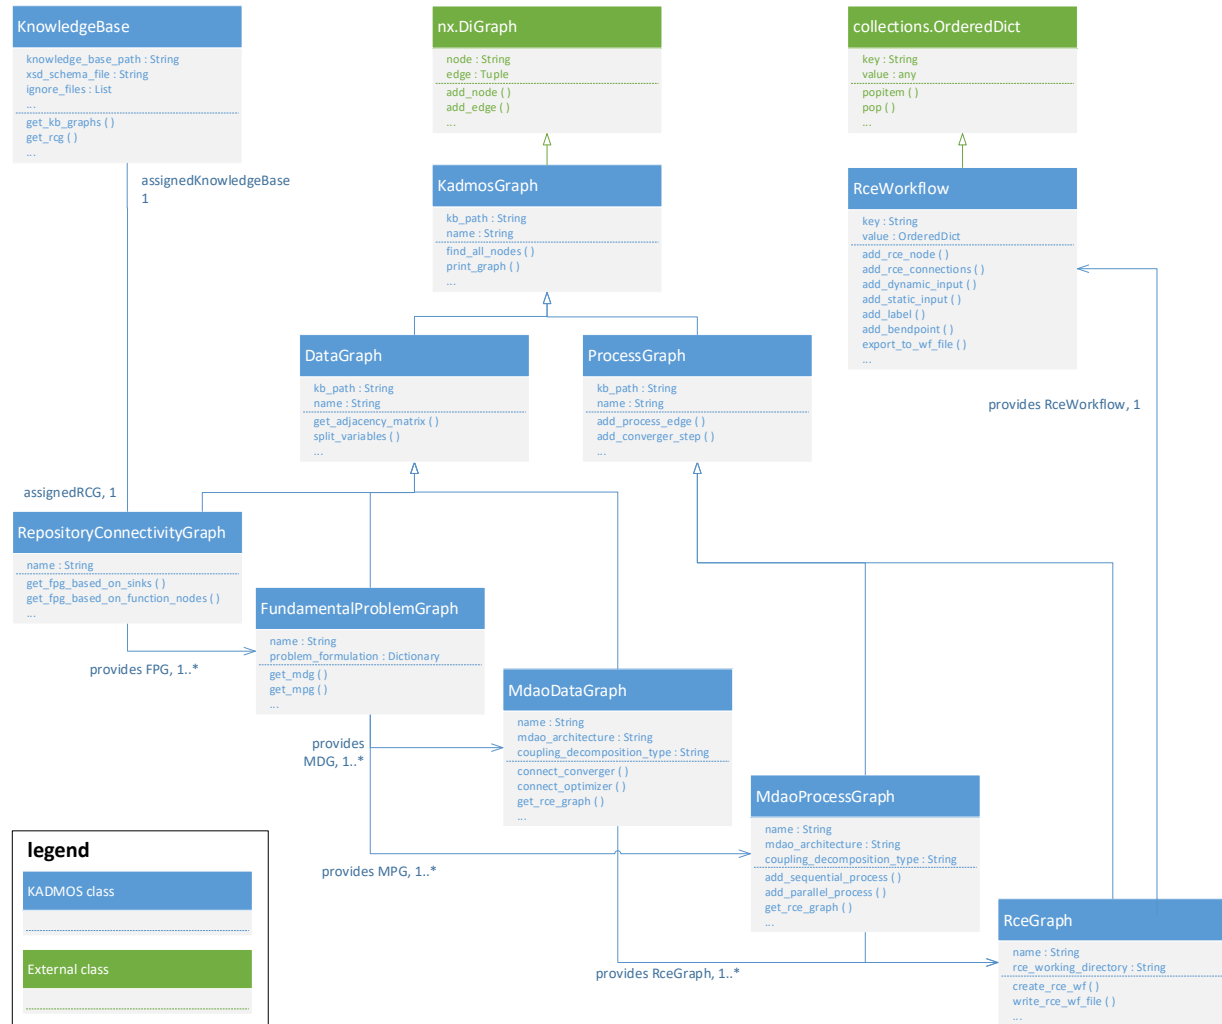 KnowledgeBase
knowledge_base_path : String
xsd_schema_file : String
ignore_files : List
...
get_kb_graphs ( )
get_rcg ( )
...
nx.DiGraph
node : String
edge : Tuple
add_node ( )
add_edge ( )
...
collections.OrderedDict
key : String
value : any
popitem ( )
pop ( )
...
assignedKnowledgeBase
1
KadmosGraph
kb_path : String
name : String
find_all_nodes ( )
print_graph ( )
...
RceWorkflow
key : String
value : OrderedDict
add_rce_node ( )
add_rce_connections ( )
add_dynamic_input ( )
add_static_input ( )
add_label ( )
add_bendpoint ( )
export_to_wf_file ( )
...
DataGraph
kb_path : String
name : String
get_adjacency_matrix ( )
split_variables ( )
...
ProcessGraph
kb_path : String
name : String
add_process_edge ( )
add_converger_step ( )
...
provides RceWorkflow, 1
assignedRCG, 1
RepositoryConnectivityGraph
name : String
get_fpg_based_on_sinks ( )
get_fpg_based_on_function_nodes ( )
...
provides FPG, 1..*
FundamentalProblemGraph
name : String
problem_formulation : Dictionary
get_mdg ( )
get_mpg ( )
...
provides
MDG, 1..*
MdaoDataGraph
name : String
mdao_architecture : String
coupling_decomposition_type : String
connect_converger ( )
connect_optimizer ( )
get_rce_graph ( )
...
provides MPG, 1..*
MdaoProcessGraph
name : String
mdao_architecture : String
coupling_decomposition_type : String
add_sequential_process ( )
add_parallel_process ( )
get_rce_graph ( )
...
provides RceGraph, 1..*
RceGraph
name : String
rce_working_directory : String
create_rce_wf ( )
write_rce_wf_file ( )
...
legend
KADMOS class
External class